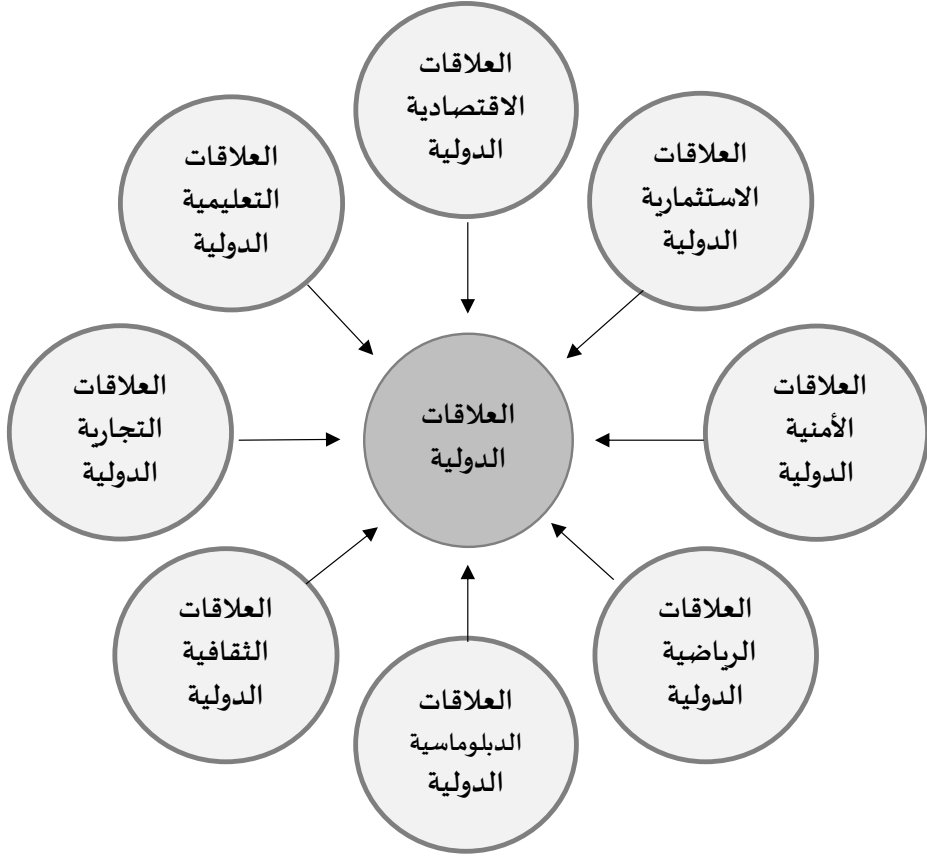 العلاقات
الاقتصادية
الدولية
العلاقات
الاستثمارية
الدولية
العلاقات
التعليمية
الدولية
العلاقات
الأمنية
الدولية
العلاقات
الدولية
العلاقات
التجارية
الدولية
العلاقات
الرياضية
الدولية
العلاقات
الثقافية
الدولية
العلاقات
الدبلوماسية
الدولية